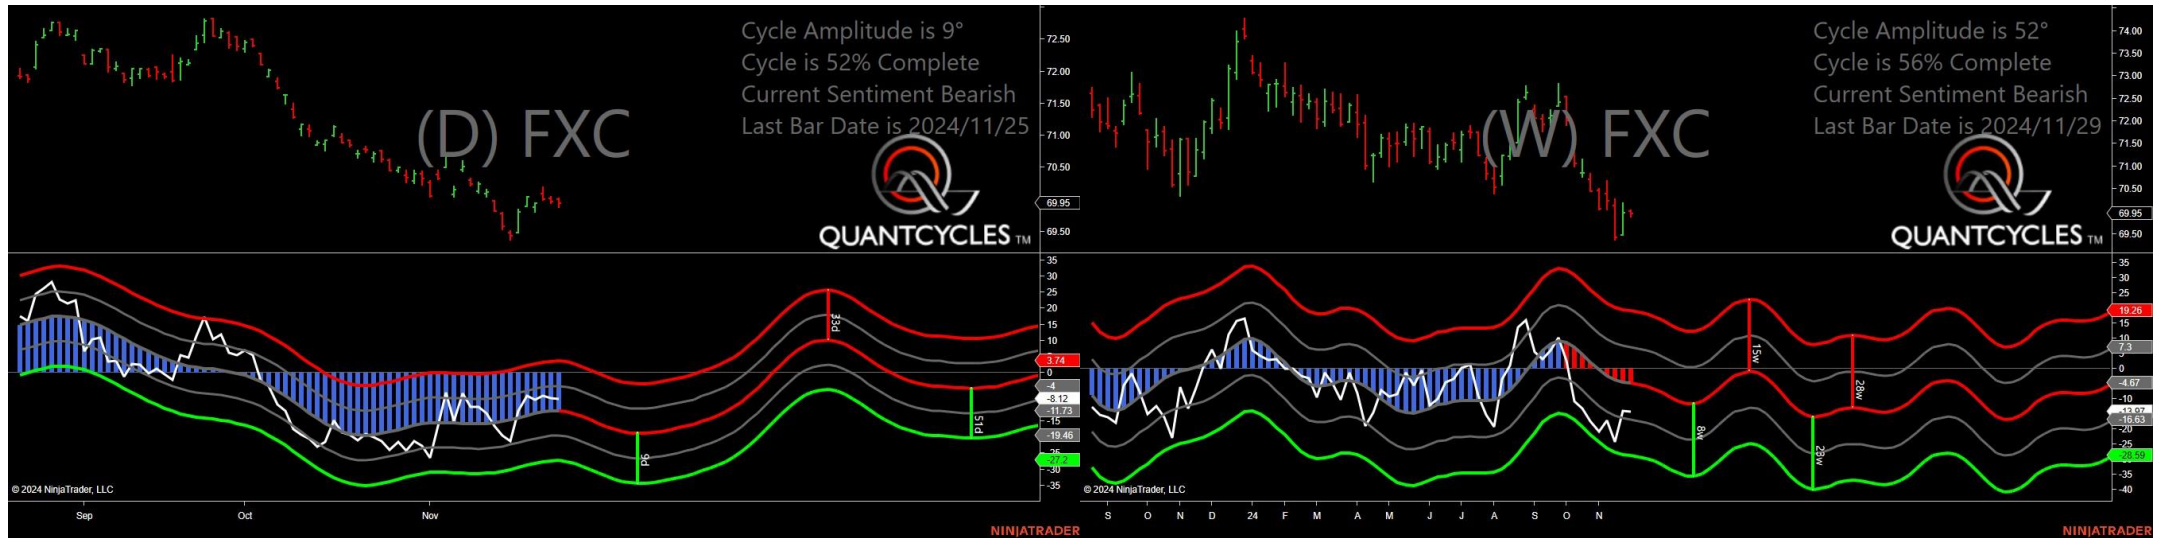 Cycle Amplitude is 9°
Cycle is 52% Complete
Current Sentiment Bearish
Last Bar Date is 2024/11/25
(D) FXC
QUANTCYCLES TM
72.50
72.00
71.50
71.00
70.50
69.95
69.50
35
30
25
20
15
10
5
3.74
0
-4
-8.12
-11.73
-15
-19.46
-25
-27.2
-30
-35
33d
9d
51d
© 2024 NinjaTrader, LLC
Sep Oct Nov
NINJATRADER
Cycle Amplitude is 52°
Cycle is 56% Complete
Current Sentiment Bearish
Last Bar Date is 2024/11/29
(W) FXC
QUANTCYCLES TM
74.00
73.50
73.00
72.50
72.00
71.50
71.00
70.50
69.95
69.50
35
30
25
19.26
15
10
7.3
5
0
-4.67
-10
-13.97
-16.63
-20
-25
-28.59
-35
-40
15w
28w
8w
28w
© 2024 NinjaTrader, LLC
S O N D 24 F M A M J J A S O N
NINJATRADER